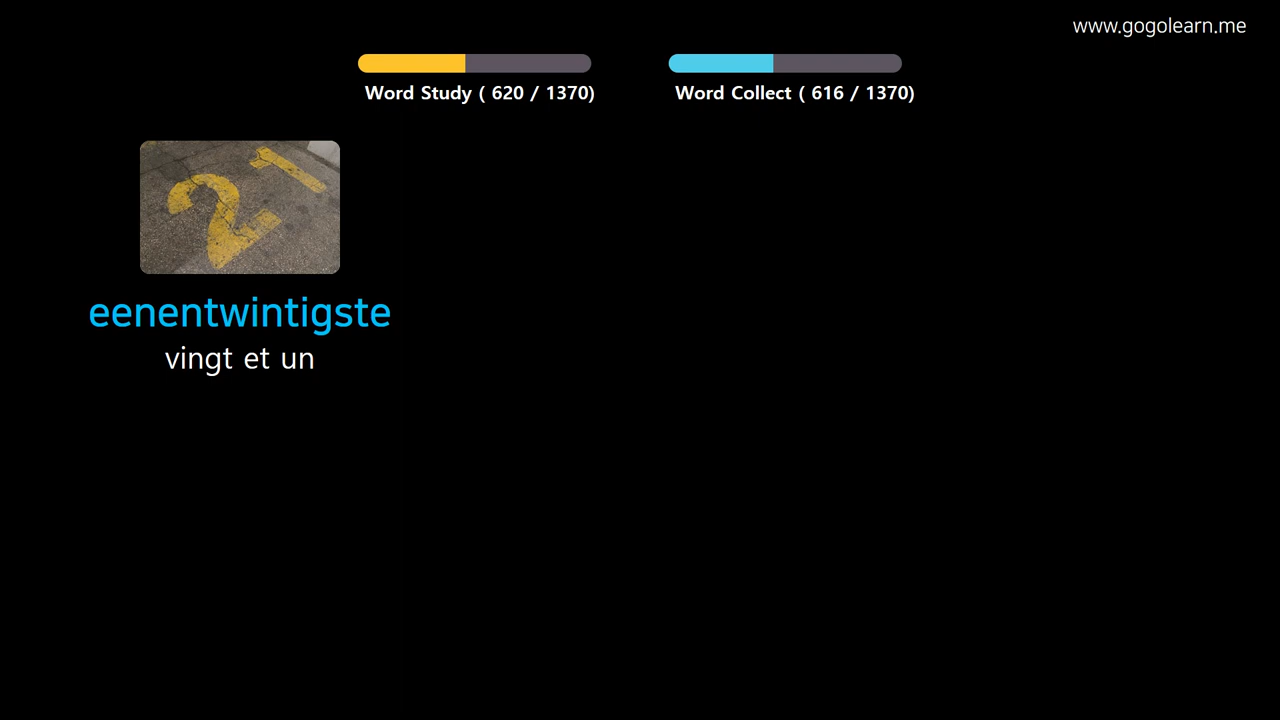 www.gogolearn.me
Word Study ( 620 / 1370)
Word Collect ( 616 / 1370)
21
eenentwintigste
vingt et un